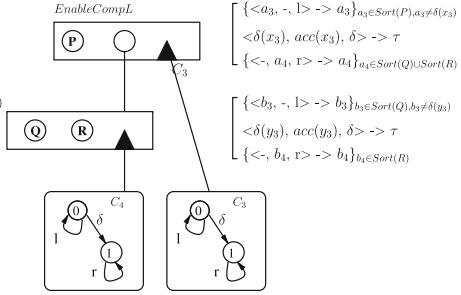 EnableCompL
P
C₃
{<a₃, -, l> -> a₃}ₐ₃∈Sort(P),a₃≠δ(x₃)
<δ(x₃), acc(x₃), δ> -> τ
{<-, a₄, r> -> a₄}ₐ₄∈Sort(Q)∪Sort(R)
)
Q R
{<b₃, -, l> -> b₃}b₃∈Sort(Q),b₃≠δ(y₃)
<δ(y₃), acc(y₃), δ> -> τ
{<-, b₄, r> -> b₄}b₄∈Sort(R)
C₄
0
δ
l
1
r
C₃
0
δ
l
1
r